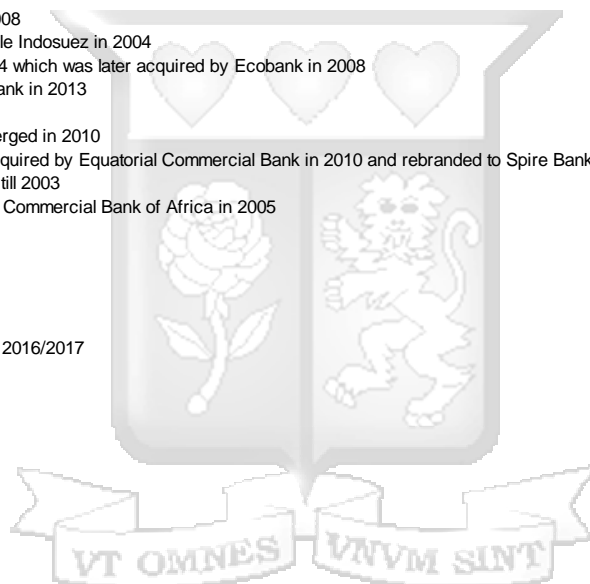 008
le Indosuez in 2004
4 which was later acquired by Ecobank in 2008
ank in 2013
erged in 2010
quired by Equatorial Commercial Bank in 2010 and rebranded to Spire Bank
till 2003
Commercial Bank of Africa in 2005
2016/2017
VT OMNES VNVM SINT